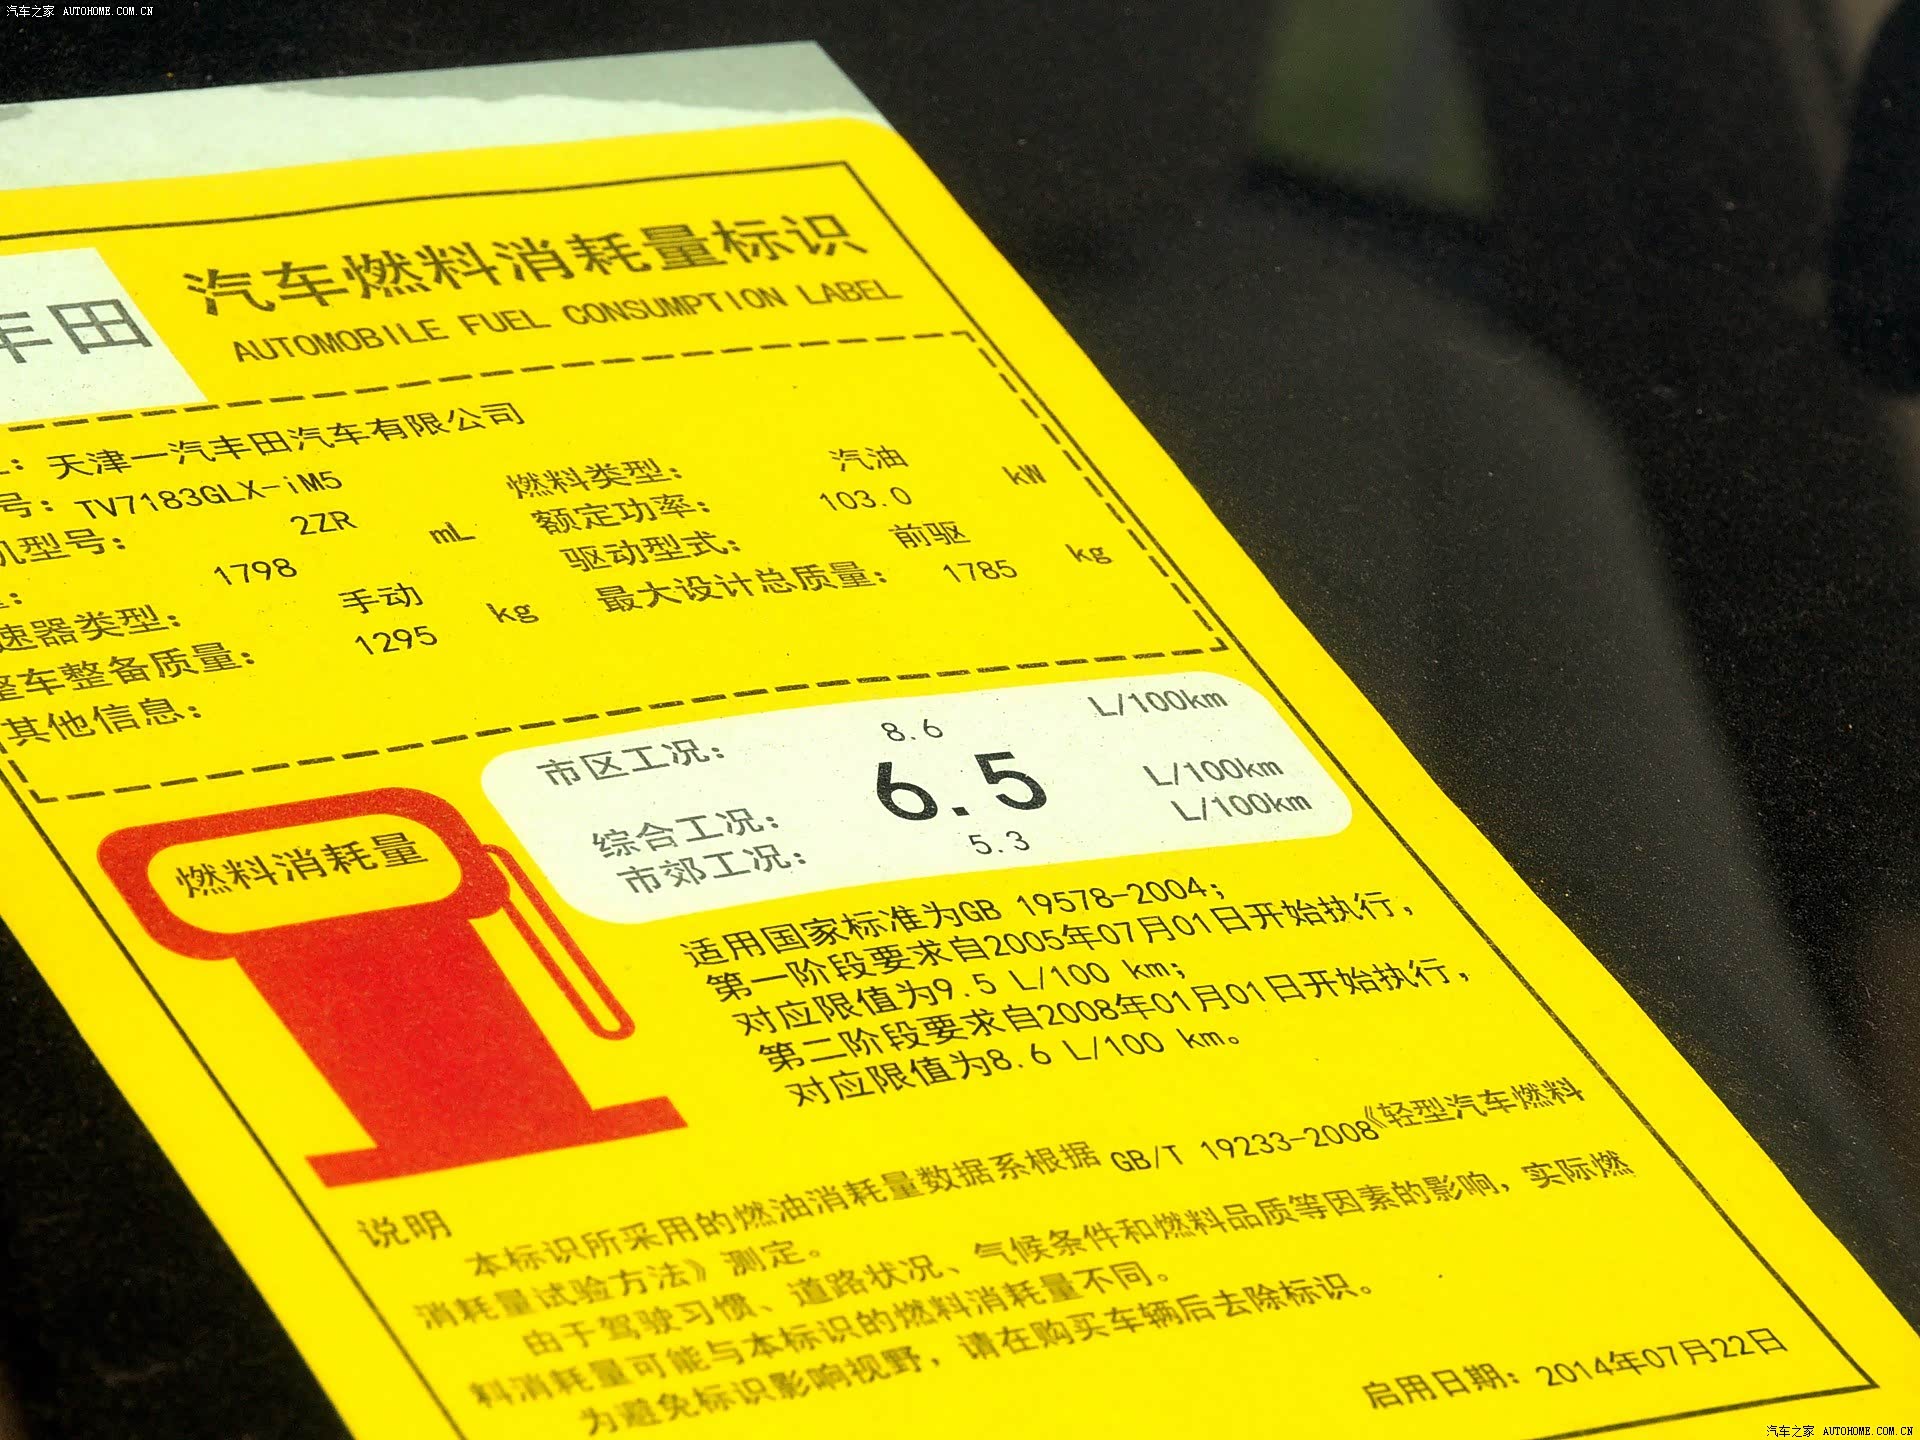 汽车之家 AUTOHOME.COM.CN
汽车燃料消耗量标识
丰田
AUTOMOBILE FUEL CONSUMPTION LABEL
：天津一汽丰田汽车有限公司
号：TV7183GLX-iM5 燃料类型： 汽油
机型号： 2ZR 额定功率： 103.0 kW
： 1798 mL 驱动型式： 前驱
速器类型： 手动 最大设计总质量： 1785 kg
整车整备质量： 1295 kg
其他信息：
市区工况： 8.6 L/100km
综合工况： 6.5 L/100km
市郊工况： 5.3 L/100km
燃料消耗量
适用国家标准为GB 19578-2004；
第一阶段要求自2005年07月01日开始执行，
对应限值为9.5 L/100 km；
第二阶段要求自2008年01月01日开始执行，
对应限值为8.6 L/100 km。
说明
本标识所采用的燃油消耗量数据系根据 GB/T 19233-2008《轻型汽车燃料
消耗量试验方法》测定。
由于驾驶习惯、道路状况、气候条件和燃料品质等因素的影响，实际燃
料消耗量可能与本标识的燃料消耗量不同。
为避免标识影响视野，请在购买车辆后去除标识。
启用日期：2014年07月22日
汽车之家 AUTOHOME.COM.CN